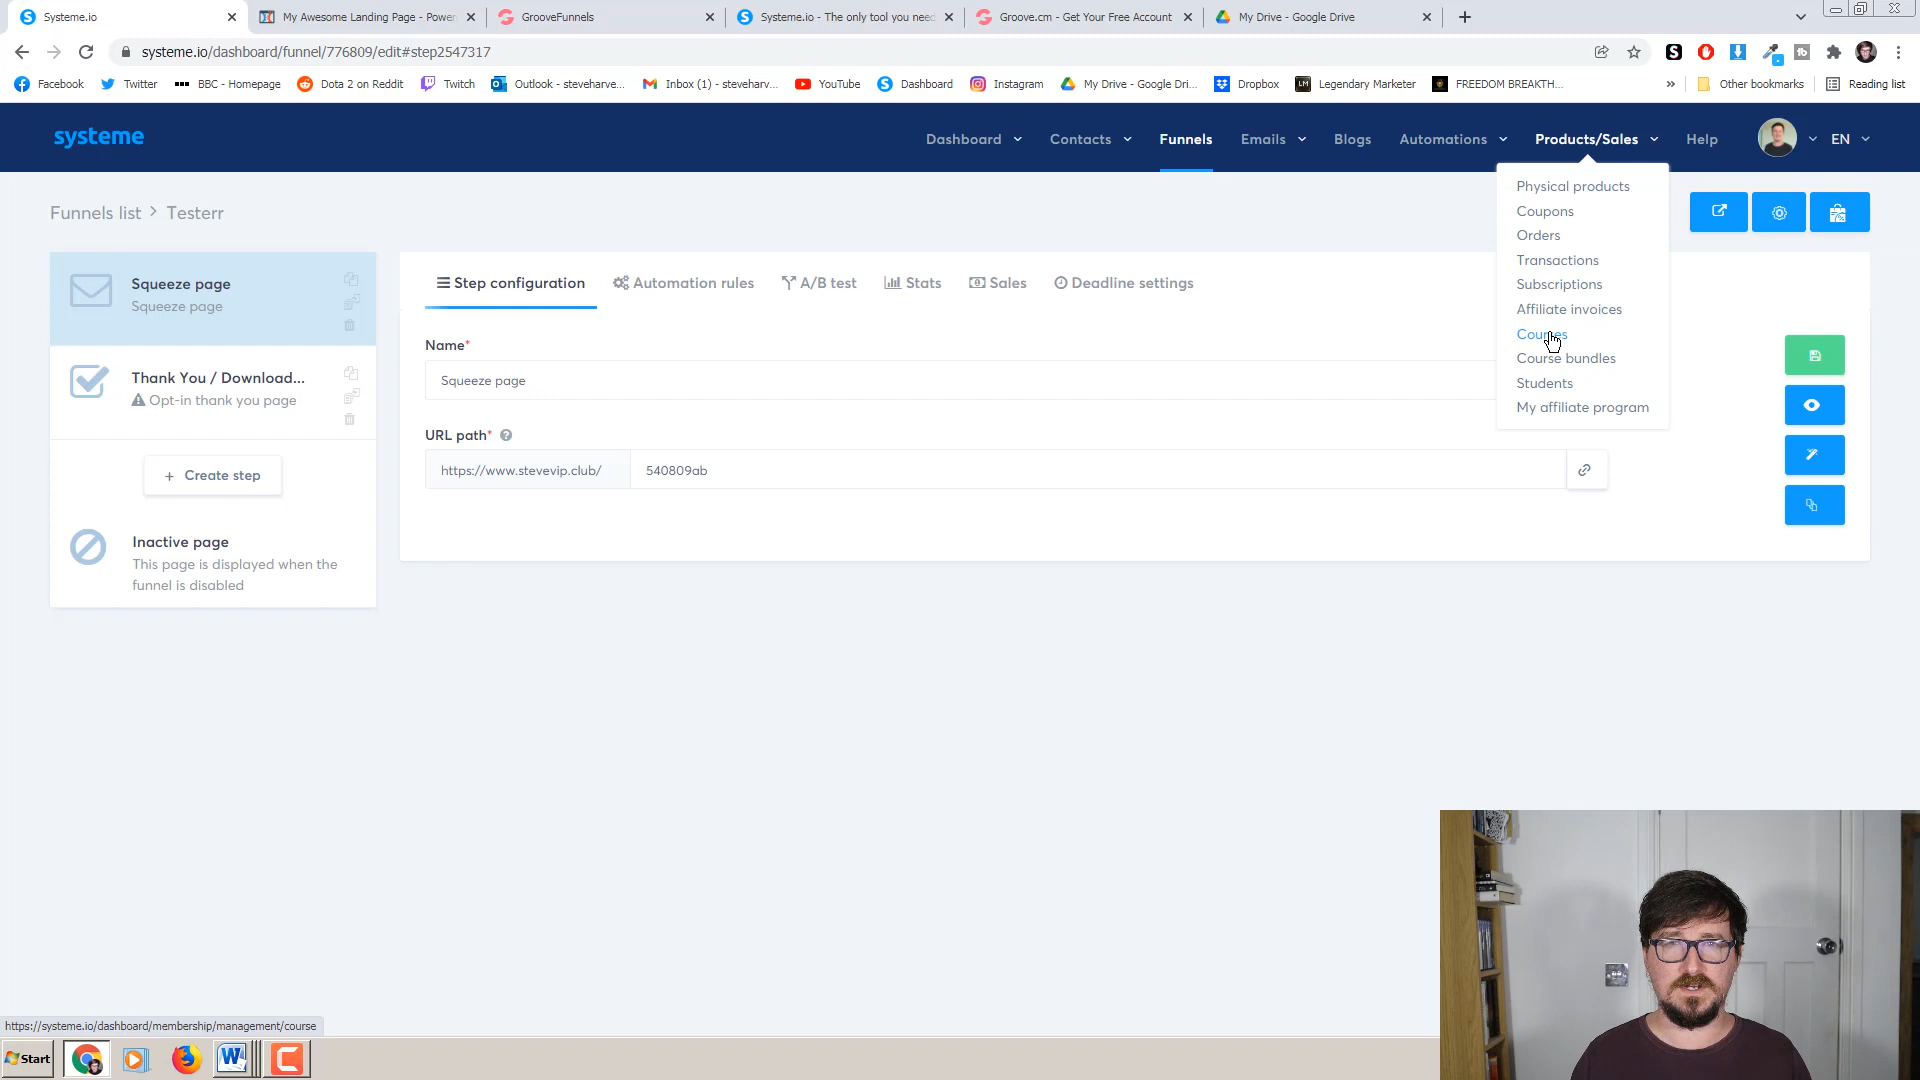 Systeme.io
My Awesome Landing Page - Power
GrooveFunnels
Systeme.io - The only tool you need
Groove.cm - Get Your Free Account
My Drive - Google Drive
systeme.io/dashboard/funnel/776809/edit#step2547317
Facebook
Twitter
BBC - Homepage
Dota 2 on Reddit
Twitch
Outlook - steveharve...
Inbox (1) - steveharv...
YouTube
Dashboard
Instagram
My Drive - Google Dri...
Dropbox
Legendary Marketer
FREEDOM BREAKTH...
»
Other bookmarks
Reading list
systeme
Dashboard
Contacts
Funnels
Emails
Blogs
Automations
Products/Sales
Help
EN
Physical products
Coupons
Orders
Transactions
Subscriptions
Affiliate invoices
Courses
Course bundles
Students
My affiliate program
Funnels list > Testerr
Squeeze page
Squeeze page
Thank You / Download...
Opt-in thank you page
+ Create step
Inactive page
This page is displayed when the
funnel is disabled
Step configuration
Automation rules
A/B test
Stats
Sales
Deadline settings
Name*
Squeeze page
URL path*
https://www.stevevip.club/
540809ab
https://systeme.io/dashboard/membership/management/course
Start